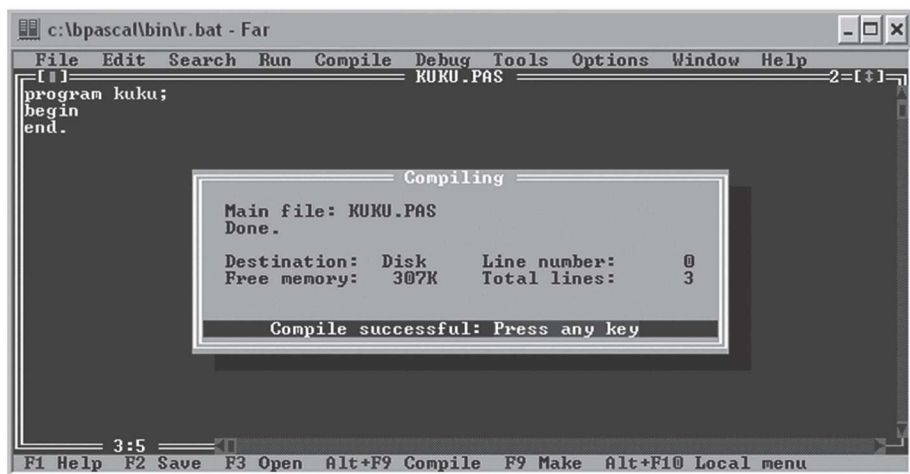 c:\bpascal\bin\r.bat - Far
File Edit Search Run Compile Debug Tools Options Window Help
[■] KUKU.PAS 2=[↕]
program kuku;
begin
end.
Compiling
Main file: KUKU.PAS
Done.
Destination: Disk Line number: 0
Free memory: 307K Total lines: 3
Compile successful: Press any key
3:5
F1 Help F2 Save F3 Open Alt+F9 Compile F9 Make Alt+F10 Local menu